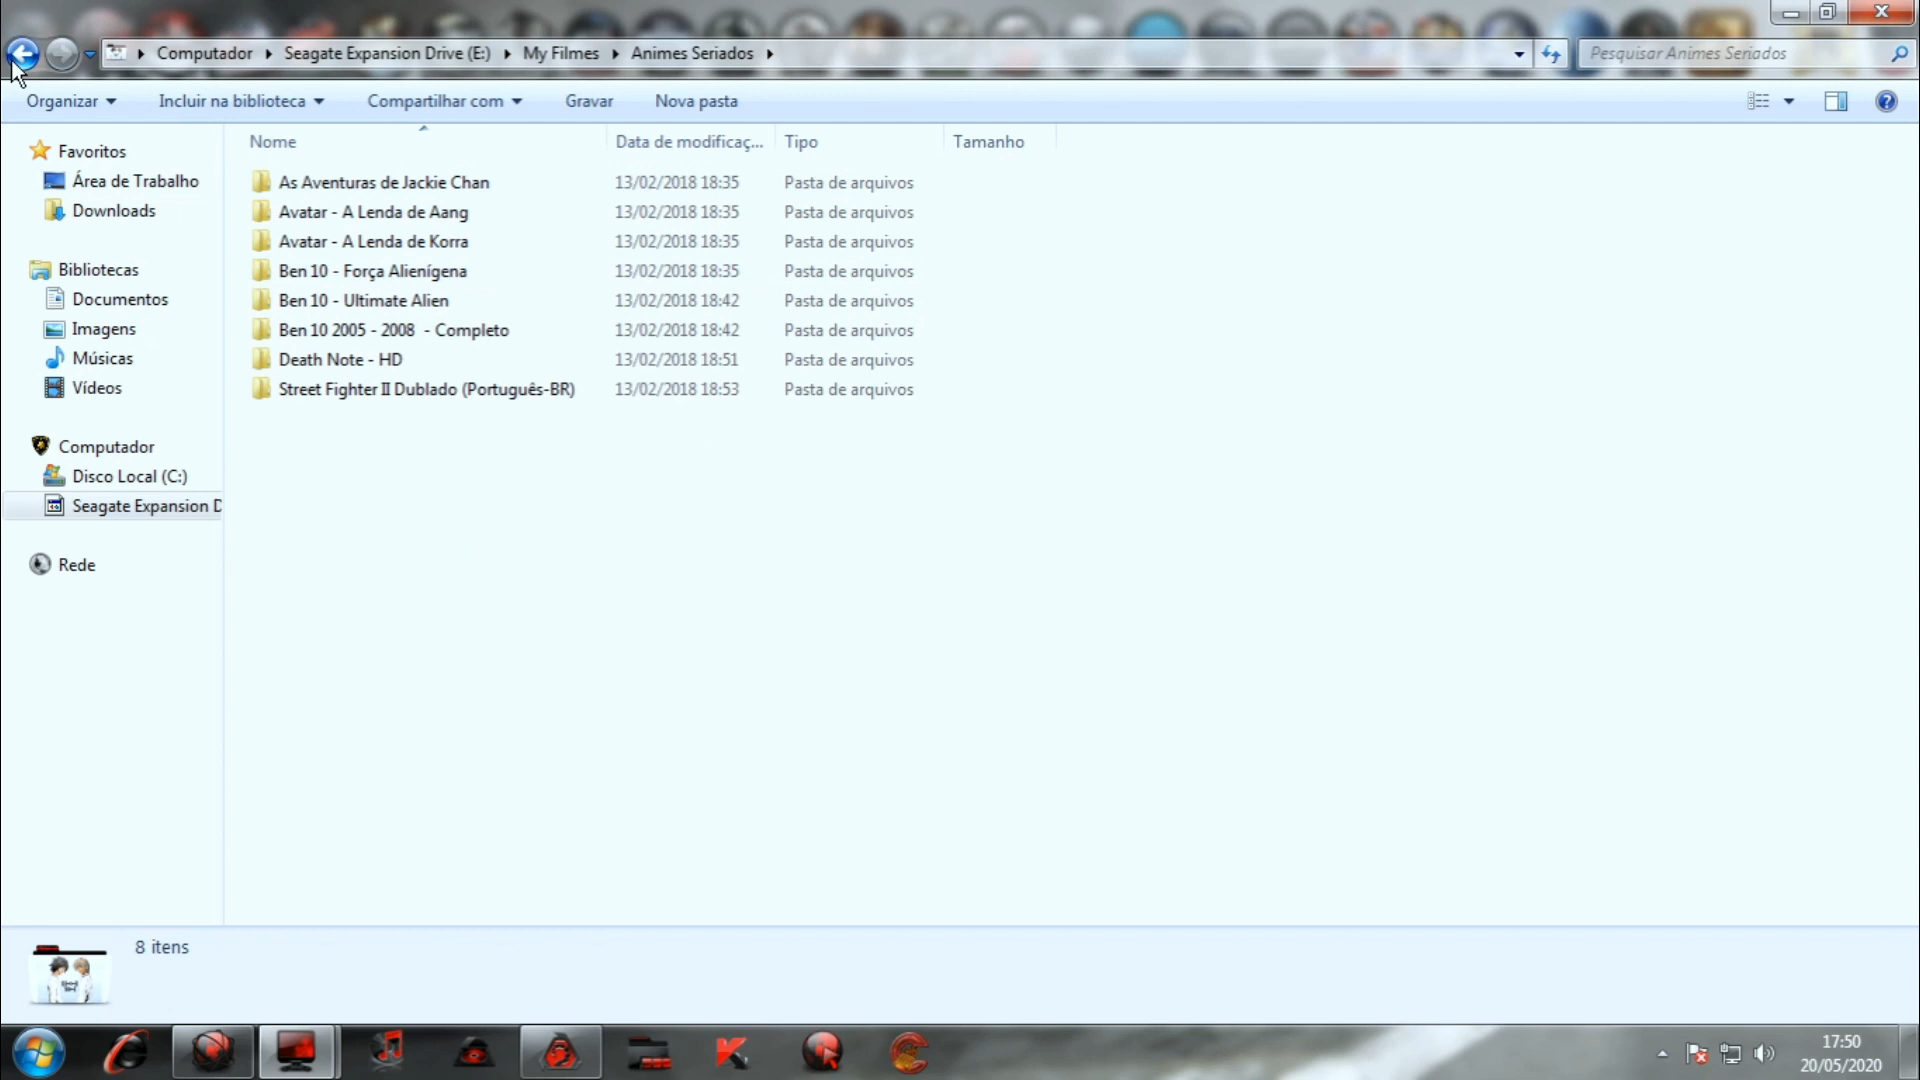 Computador Seagate Expansion Drive (E:) My Filmes Animes Seriados Pesquisar Animes Seriados
Organizar Incluir na biblioteca Compartilhar com Gravar Nova pasta
Nome Data de modificaç... Tipo Tamanho
Favoritos
Área de Trabalho
Downloads
Bibliotecas
Documentos
Imagens
Músicas
Vídeos
Computador
Disco Local (C:)
Seagate Expansion D
Rede
As Aventuras de Jackie Chan 13/02/2018 18:35 Pasta de arquivos
Avatar - A Lenda de Aang 13/02/2018 18:35 Pasta de arquivos
Avatar - A Lenda de Korra 13/02/2018 18:35 Pasta de arquivos
Ben 10 - Força Alienígena 13/02/2018 18:35 Pasta de arquivos
Ben 10 - Ultimate Alien 13/02/2018 18:42 Pasta de arquivos
Ben 10 2005 - 2008 - Completo 13/02/2018 18:42 Pasta de arquivos
Death Note - HD 13/02/2018 18:51 Pasta de arquivos
Street Fighter II Dublado (Português-BR) 13/02/2018 18:53 Pasta de arquivos
8 itens
17:50
20/05/2020